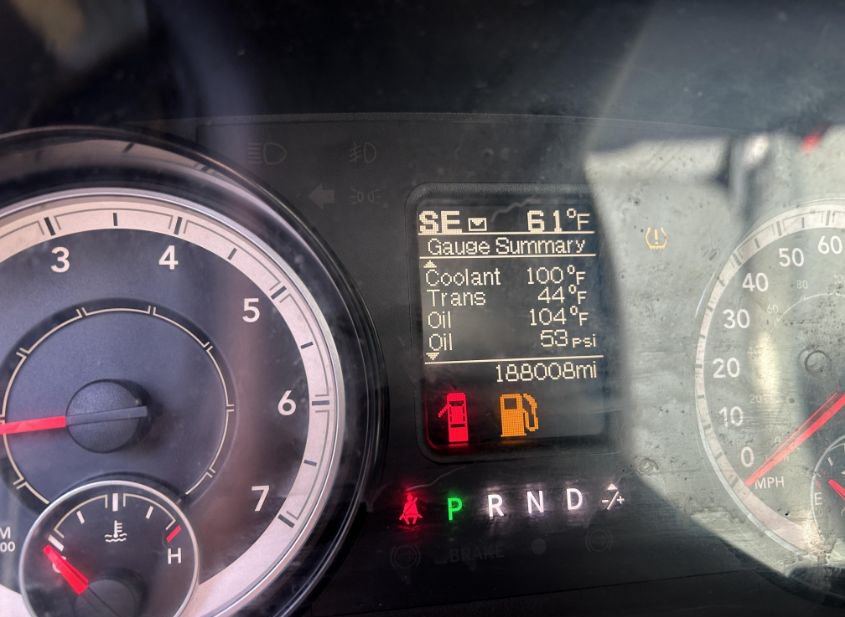 SE 61°F
Gauge Summary
Coolant 100°F
Trans 44°F
Oil 104°F
Oil 53 PSI
188008mi
P R N D -/+
3
4
5
6
7
H
BRAKE
0
10
20
30
40
50
60
MPH
E